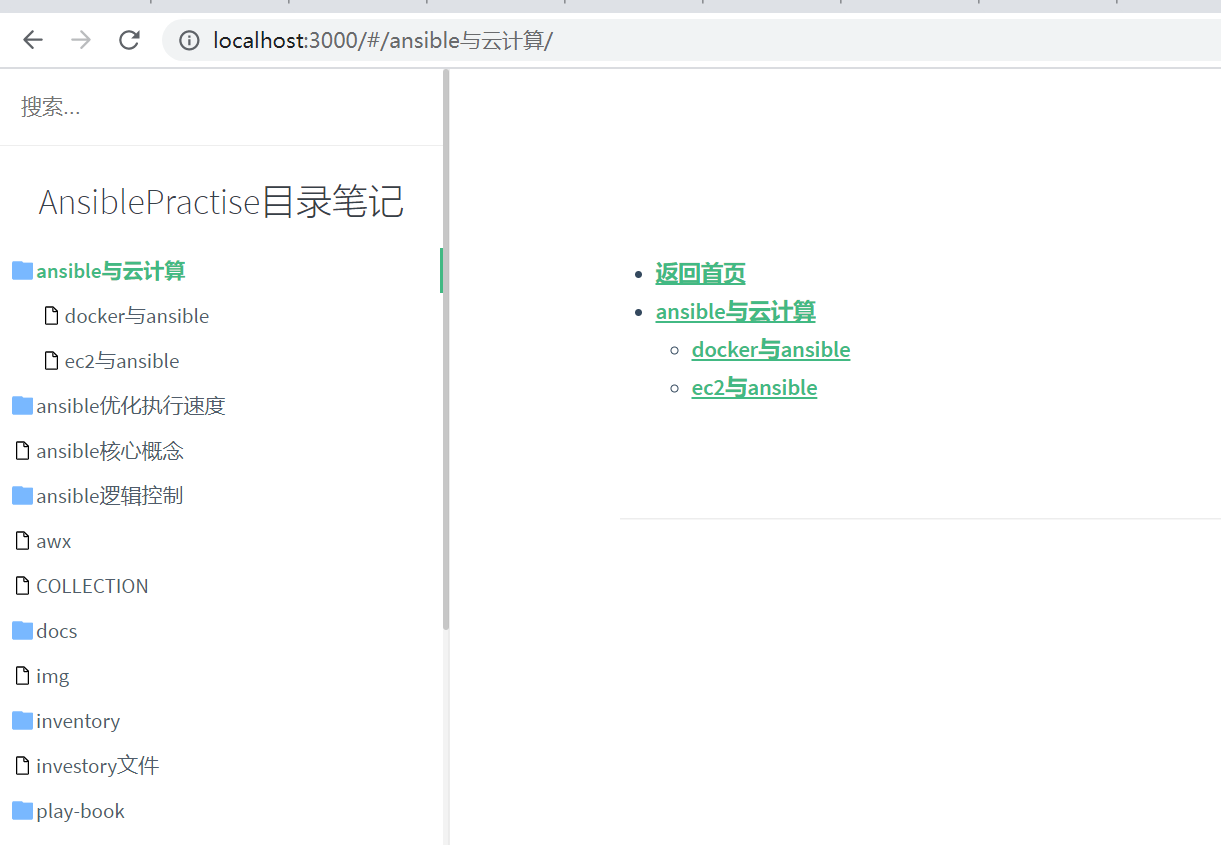 localhost:3000/#/ansible与云计算/
搜索...
AnsiblePractise目录笔记
ansible与云计算
docker与ansible
ec2与ansible
ansible优化执行速度
ansible核心概念
ansible逻辑控制
awx
COLLECTION
docs
img
inventory
investory文件
play-book
返回首页
ansible与云计算
docker与ansible
ec2与ansible